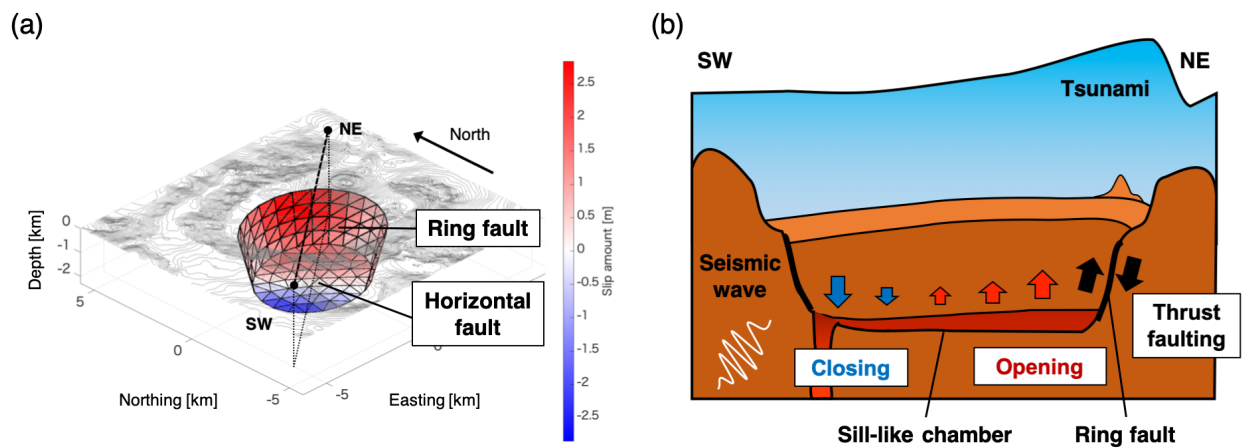 (a)
NE
North
Ring fault
Horizontal
fault
SW
Depth [km]
0
-1
-2
5
0
-5
Northing [km]
-5
0
Easting [km]
2.5
2
1.5
1
0.5
0
-0.5
-1
-1.5
-2
-2.5
Slip amount [m]
(b)
SW
NE
Tsunami
Seismic
wave
Thrust
faulting
Closing
Opening
Sill-like chamber
Ring fault